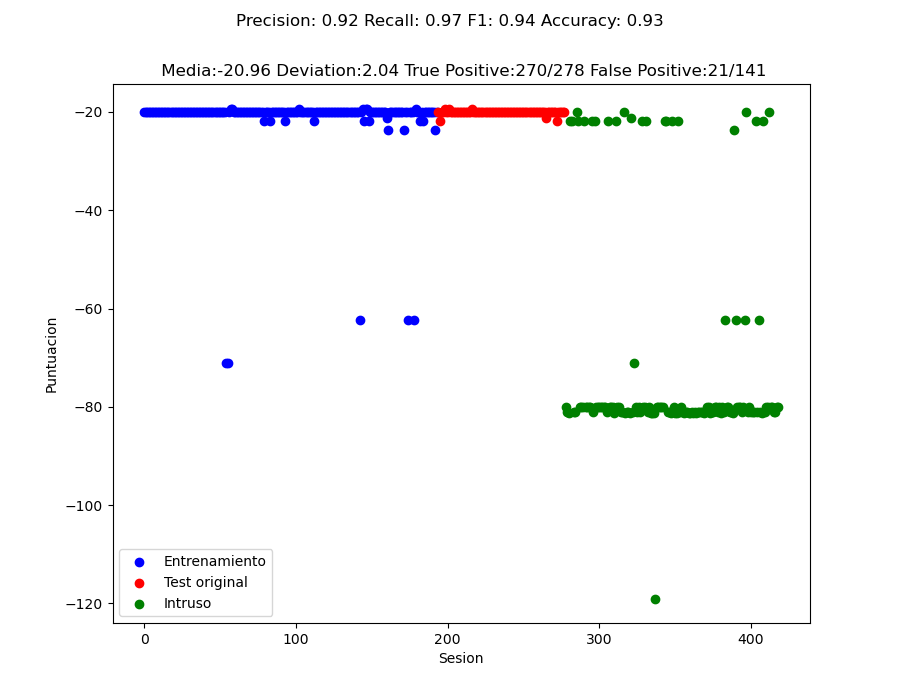 Precision: 0.92 Recall: 0.97 F1: 0.94 Accuracy: 0.93
Media:-20.96 Deviation:2.04 True Positive:270/278 False Positive:21/141
−20
−40
−60
Puntuacion
−80
−100
−120
Entrenamiento
Test original
Intruso
0 100 200 300 400
Sesion